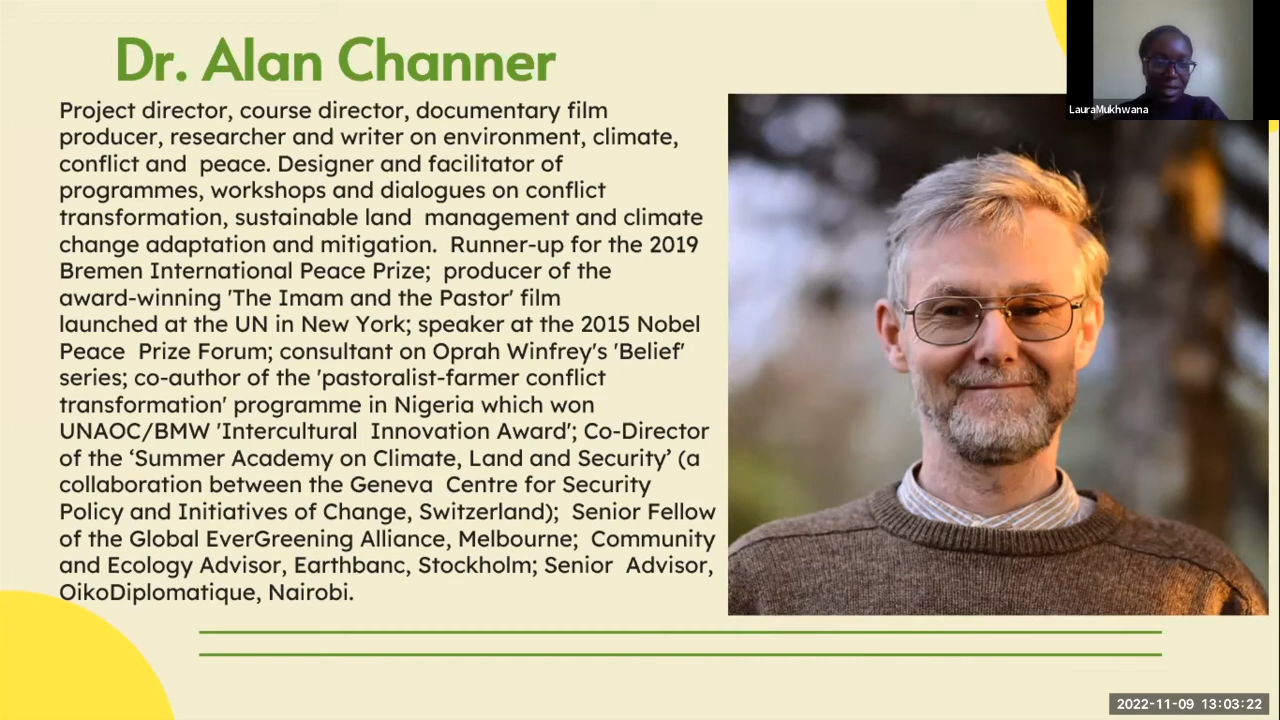 Dr. Alan Channer
Project director, course director, documentary film
producer, researcher and writer on environment, climate,
conflict and  peace. Designer and facilitator of
programmes, workshops and dialogues on conflict
transformation, sustainable land  management and climate
change adaptation and mitigation.  Runner-up for the 2019
Bremen International Peace Prize;  producer of the
award-winning 'The Imam and the Pastor' film
launched at the UN in New York; speaker at the 2015 Nobel
Peace  Prize Forum; consultant on Oprah Winfrey's 'Belief'
series; co-author of the 'pastoralist-farmer conflict
transformation' programme in Nigeria which won
UNAOC/BMW 'Intercultural  Innovation Award'; Co-Director
of the ‘Summer Academy on Climate, Land and Security’ (a
collaboration between the Geneva  Centre for Security
Policy and Initiatives of Change, Switzerland);  Senior Fellow
of the Global EverGreening Alliance, Melbourne;  Community
and Ecology Advisor, Earthbanc, Stockholm; Senior  Advisor,
OikoDiplomatique, Nairobi.
LauraMukhwana
2022-11-09 13:03:22